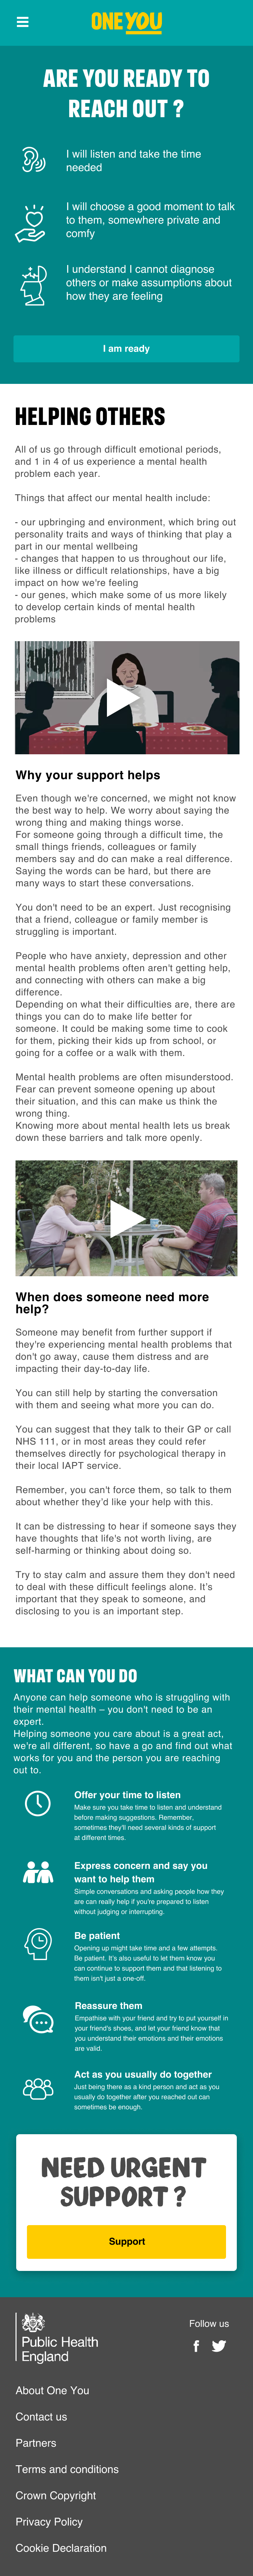 ONE YOU
ARE YOU READY TO
REACH OUT ?
I will listen and take the time
needed
I will choose a good moment to talk
to them, somewhere private and
comfy
I understand I cannot diagnose
others or make assumptions about
how they are feeling
I am ready
HELPING OTHERS
All of us go through difficult emotional periods,
and 1 in 4 of us experience a mental health
problem each year.
Things that affect our mental health include:
- our upbringing and environment, which bring out
personality traits and ways of thinking that play a
part in our mental wellbeing
- changes that happen to us throughout our life,
like illness or difficult relationships, have a big
impact on how we're feeling
- our genes, which make some of us more likely
to develop certain kinds of mental health
problems
Why your support helps
Even though we're concerned, we might not know
the best way to help. We worry about saying the
wrong thing and making things worse.
For someone going through a difficult time, the
small things friends, colleagues or family
members say and do can make a real difference.
Saying the words can be hard, but there are
many ways to start these conversations.
You don't need to be an expert. Just recognising
that a friend, colleague or family member is
struggling is important.
People who have anxiety, depression and other
mental health problems often aren't getting help,
and connecting with others can make a big
difference.
Depending on what their difficulties are, there are
things you can do to make life better for
someone. It could be making some time to cook
for them, picking their kids up from school, or
going for a coffee or a walk with them.
Mental health problems are often misunderstood.
Fear can prevent someone opening up about
their situation, and this can make us think the
wrong thing.
Knowing more about mental health lets us break
down these barriers and talk more openly.
When does someone need more
help?
Someone may benefit from further support if
they're experiencing mental health problems that
don't go away, cause them distress and are
impacting their day-to-day life.
You can still help by starting the conversation
with them and seeing what more you can do.
You can suggest that they talk to their GP or call
NHS 111, or in most areas they could refer
themselves directly for psychological therapy in
their local IAPT service.
Remember, you can't force them, so talk to them
about whether they'd like your help with this.
It can be distressing to hear if someone says they
have thoughts that life's not worth living, are
self-harming or thinking about doing so.
Try to stay calm and assure them they don't need
to deal with these difficult feelings alone. It's
important that they speak to someone, and
disclosing to you is an important step.
WHAT CAN YOU DO
Anyone can help someone who is struggling with
their mental health – you don't need to be an
expert.
Helping someone you care about is a great act,
we're all different, so have a go and find out what
works for you and the person you are reaching
out to.
Offer your time to listen
Make sure you take time to listen and understand
before making suggestions. Remember,
sometimes they'll need several kinds of support
at different times.
Express concern and say you
want to help them
Simple conversations and asking people how they
are can really help if you're prepared to listen
without judging or interrupting.
Be patient
Opening up might take time and a few attempts.
Be patient. It's also useful to let them know you
can continue to support them and that listening to
them isn't just a one-off.
Reassure them
Empathise with your friend and try to put yourself in
your friend's shoes, and let your friend know that
you understand their emotions and their emotions
are valid.
Act as you usually do together
Just being there as a kind person and act as you
usually do together after you reached out can
sometimes be enough.
NEED URGENT
SUPPORT ?
Support
Public Health
England
Follow us
About One You
Contact us
Partners
Terms and conditions
Crown Copyright
Privacy Policy
Cookie Declaration